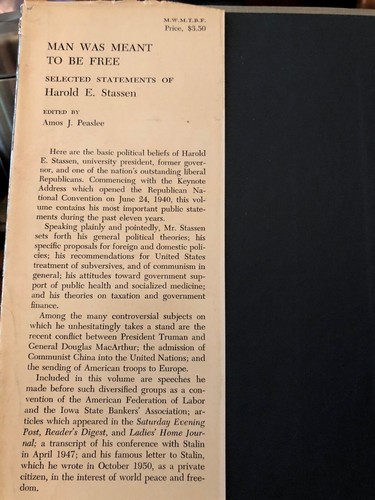 M.W.M.T.B.F.
Price, $3.50
MAN WAS MEANT
TO BE FREE
SELECTED STATEMENTS OF
Harold E. Stassen
EDITED BY
Amos J. Peaslee
Here are the basic political beliefs of Harold
E. Stassen, university president, former gover-
nor, and one of the nation's outstanding liberal
Republicans. Commencing with the Keynote
Address which opened the Republican Na-
tional Convention on June 24, 1940, this vol-
ume contains his most important public state-
ments during the past eleven years.
Speaking plainly and pointedly, Mr. Stassen
sets forth his general political theories; his
specific proposals for foreign and domestic poli-
cies; his recommendations for United States
treatment of subversives, and of communism in
general; his attitudes toward government sup-
port of public health and socialized medicine;
and his theories on taxation and government
finance.
Among the many controversial subjects on
which he unhesitatingly takes a stand are the
recent conflict between President Truman and
General Douglas MacArthur; the admission of
Communist China into the United Nations; and
the sending of American troops to Europe.
Included in this volume are speeches he
made before such diversified groups as a con-
vention of the American Federation of Labor
and the Iowa State Bankers' Association; ar-
ticles which appeared in the Saturday Evening
Post, Reader's Digest, and Ladies' Home Jour-
nal; a transcript of his conference with Stalin
in April 1947; and his famous letter to Stalin,
which he wrote in October 1950, as a private
citizen, in the interest of world peace and free-
dom.